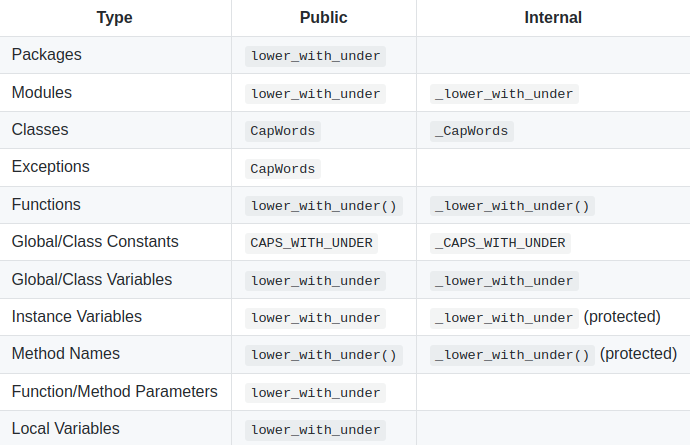 Type Public Internal
Packages lower_with_under
Modules lower_with_under _lower_with_under
Classes CapWords _CapWords
Exceptions CapWords
Functions lower_with_under() _lower_with_under()
Global/Class Constants CAPS_WITH_UNDER _CAPS_WITH_UNDER
Global/Class Variables lower_with_under _lower_with_under
Instance Variables lower_with_under _lower_with_under (protected)
Method Names lower_with_under() _lower_with_under() (protected)
Function/Method Parameters lower_with_under
Local Variables lower_with_under